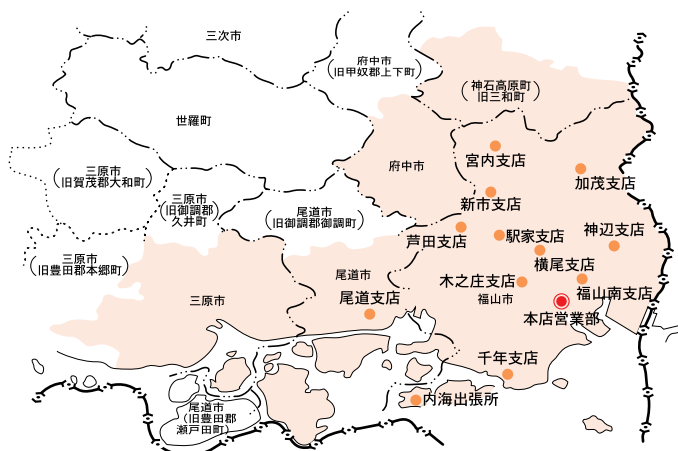 三次市
府中市
(旧甲奴郡上下町)
(神石高原町
旧三和町)
世羅町
宮内支店
府中市
三原市
(旧賀茂郡大和町)
加茂支店
新市支店
三原市
(旧御調郡
久井町)
尾道市
(旧御調郡御調町)
芦田支店
駅家支店
神辺支店
三原市
(旧豊田郡本郷町)
横尾支店
尾道市
木之庄支店
福山南支店
尾道支店
福山市
三原市
本店営業部
千年支店
内海出張所
尾道市
(旧豊田郡
瀬戸田町)